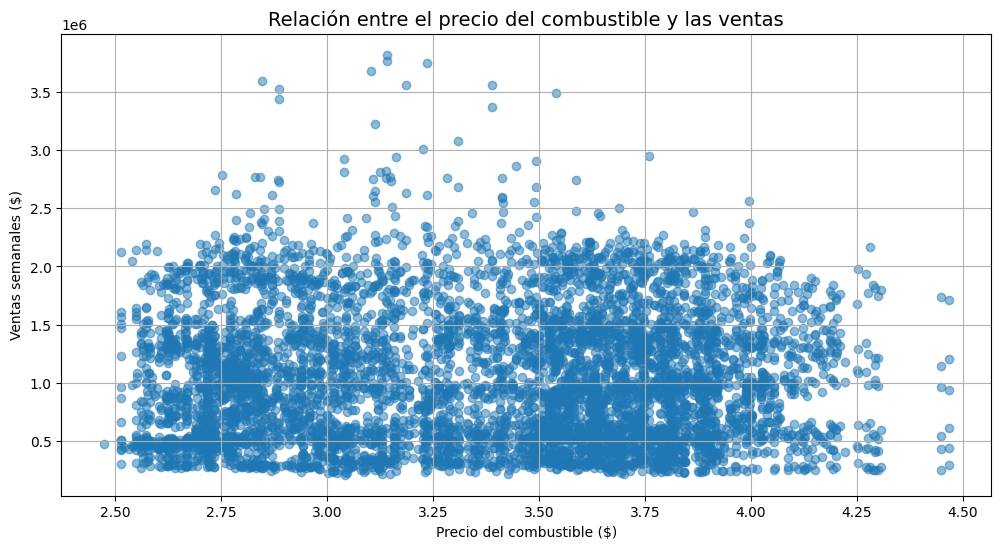 Relación entre el precio del combustible y las ventas
1e6
3.5
3.0
2.5
2.0
1.5
1.0
0.5
Ventas semanales ($)
2.50 2.75 3.00 3.25 3.50 3.75 4.00 4.25 4.50
Precio del combustible ($)